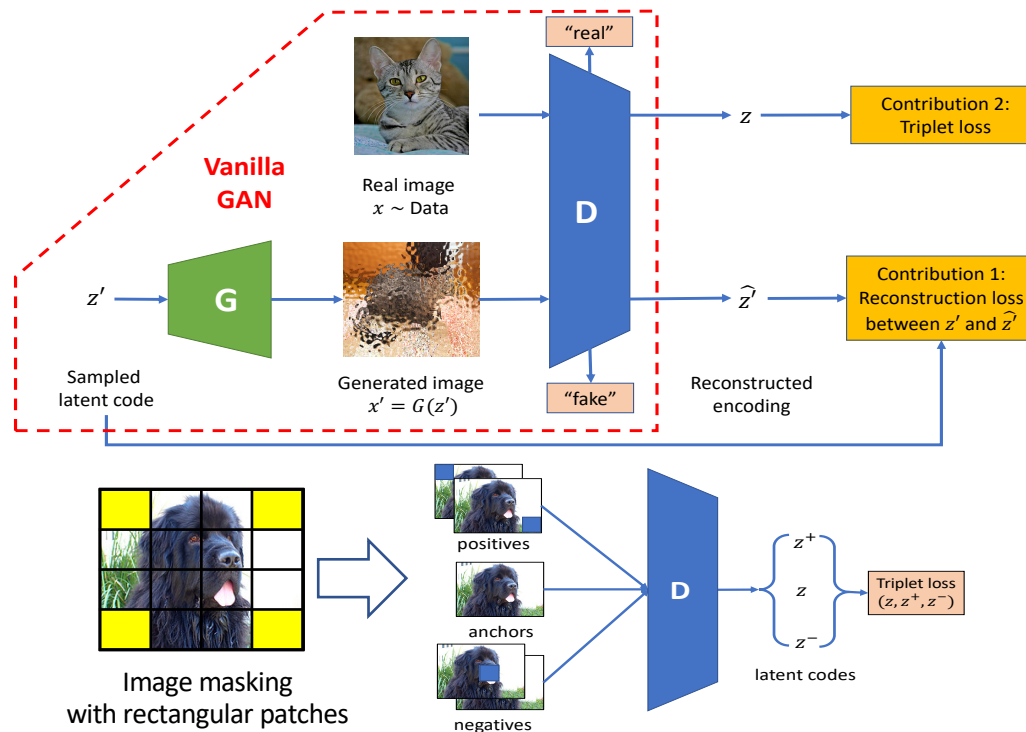 “real”
z
Contribution 2:
Triplet loss
Vanilla
GAN
Real image
x ~ Data
D
z′
G
ẑ′
Contribution 1:
Reconstruction loss
between z′ and ẑ′
Sampled
latent code
Generated image
x′ = G(z′)
“fake”
Reconstructed
encoding
positives
anchors
negatives
D
z⁺
z
z⁻
latent codes
Triplet loss
(z, z⁺, z⁻)
Image masking
with rectangular patches